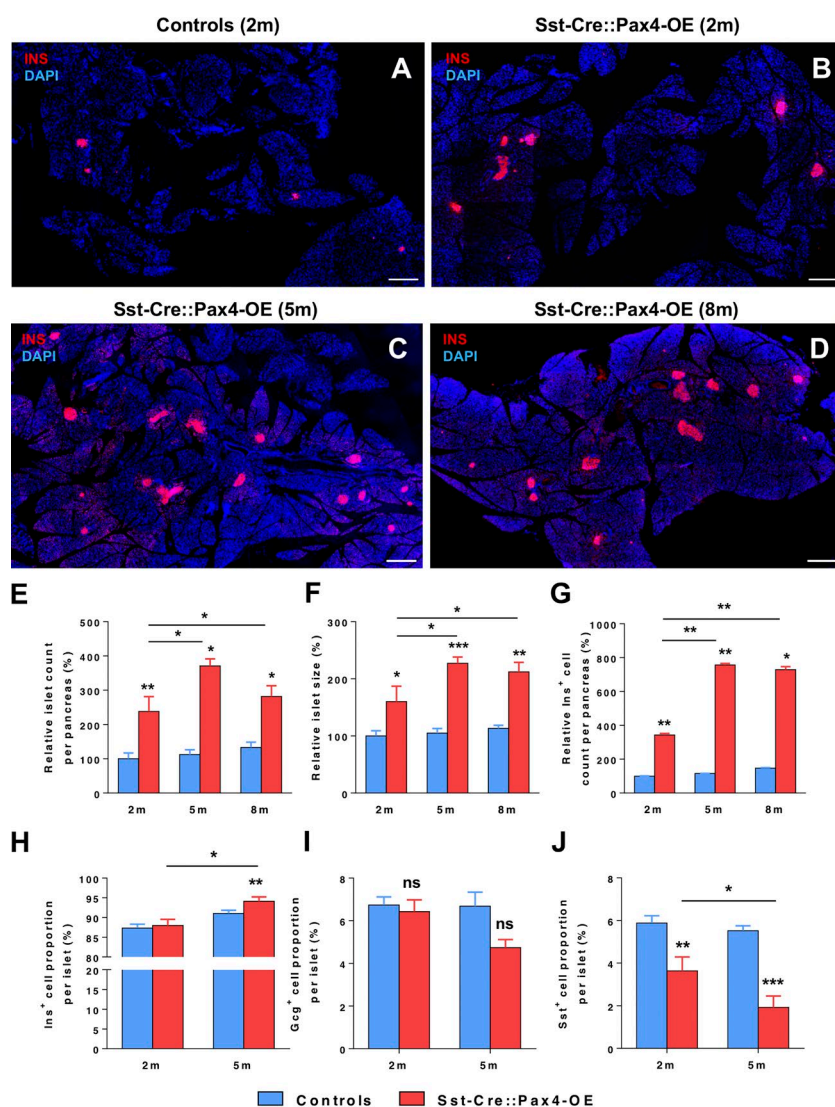 Controls (2m)
Sst-Cre::Pax4-OE (2m)
INS
DAPI
A
INS
DAPI
B
Sst-Cre::Pax4-OE (5m)
Sst-Cre::Pax4-OE (8m)
INS
DAPI
C
INS
DAPI
D
E
Relative islet count
per pancreas (%)
500
400
300
200
100
0
**
*
*
*
*
2m
5m
8m
F
Relative islet size (%)
300
200
100
0
*
***
**
*
*
2m
5m
8m
G
Relative Ins+ cell
count per pancreas (%)
1000
800
600
400
200
0
**
**
*
**
**
2m
5m
8m
H
Ins+ cell proportion
per islet (%)
100
95
90
85
80
20
15
10
5
0
*
**
2m
5m
I
Gcg+ cell proportion
per islet (%)
8
6
4
2
0
ns
ns
2m
5m
J
Sst+ cell proportion
per islet (%)
8
6
4
2
0
*
**
***
2m
5m
Controls
Sst-Cre::Pax4-OE